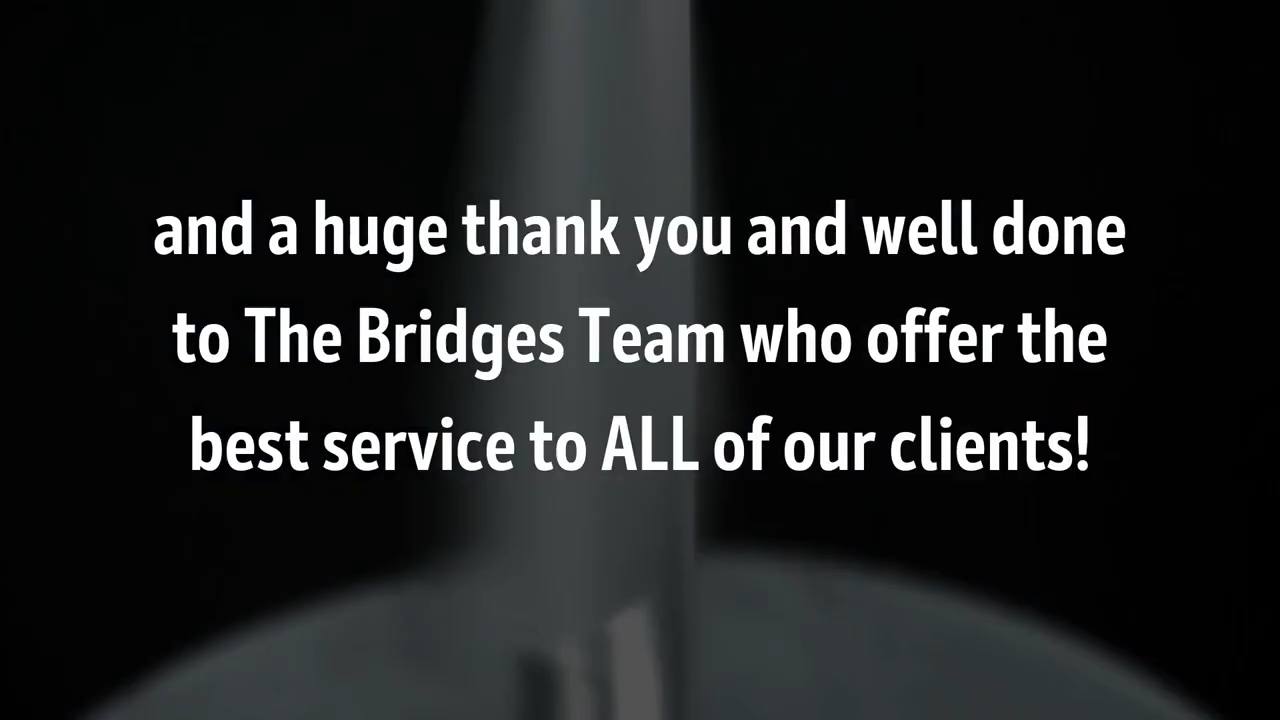 and a huge thank you and well done
to The Bridges Team who offer the
best service to ALL of our clients!